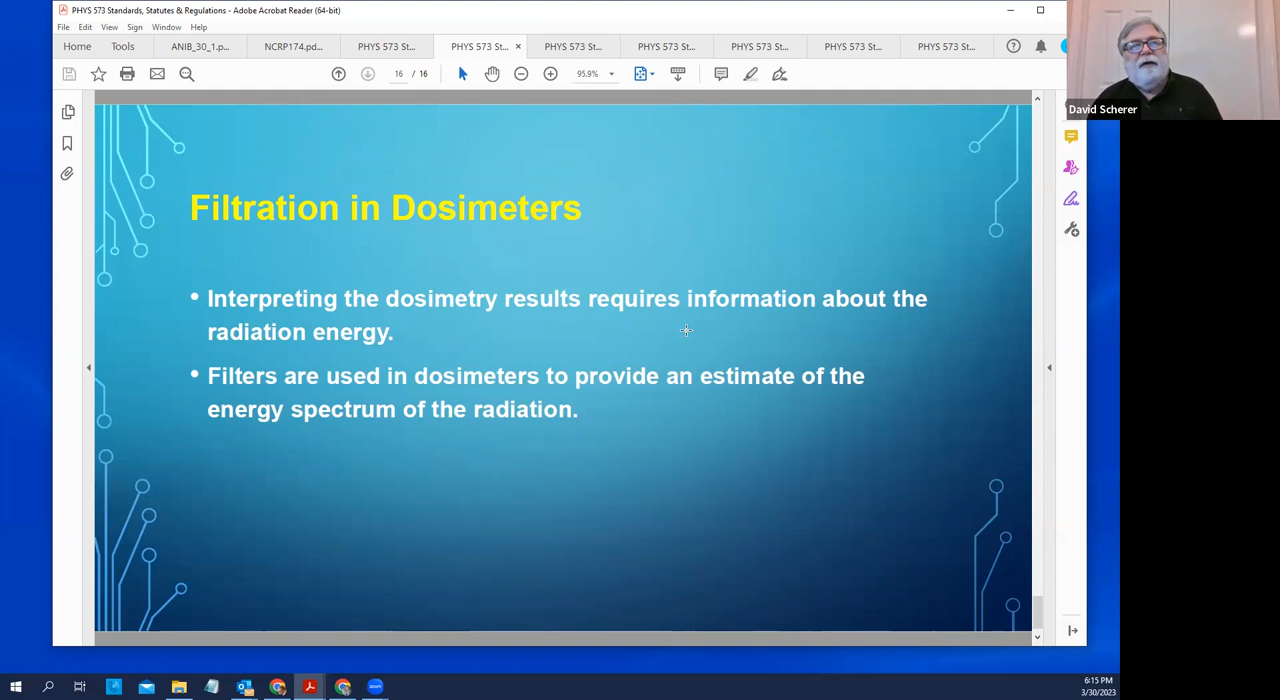 PHYS 573 Standards, Statutes & Regulations - Adobe Acrobat Reader (64-bit)
File Edit View Sign Window Help
Home Tools ANIB_30_1.p... NCRP174.pd... PHYS 573 St... PHYS 573 St... × PHYS 573 St... PHYS 573 St... PHYS 573 St... PHYS 573 St... PHYS 573 St...
16 / 16 95.9%
David Scherer
Filtration in Dosimeters
• Interpreting the dosimetry results requires information about the
radiation energy.
• Filters are used in dosimeters to provide an estimate of the
energy spectrum of the radiation.
zoom
6:15 PM
3/30/2023